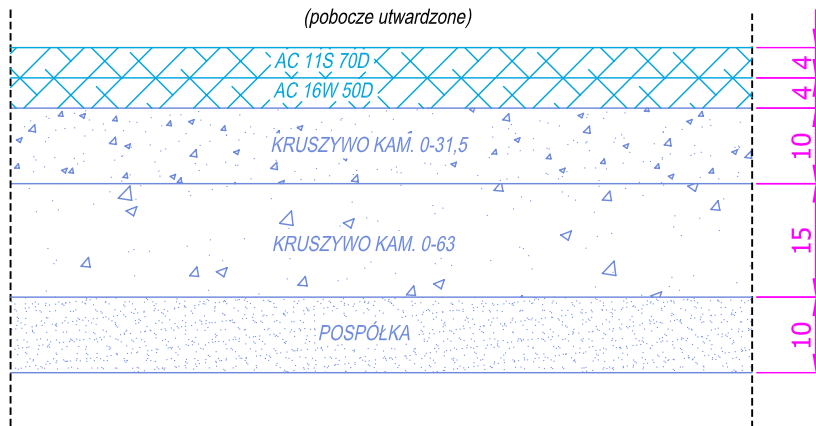 (pobocze utwardzone)
AC 11S 70D
4
AC 16W 50D
4
KRUSZYWO KAM. 0-31,5
10
KRUSZYWO KAM. 0-63
15
POSPÓŁKA
10